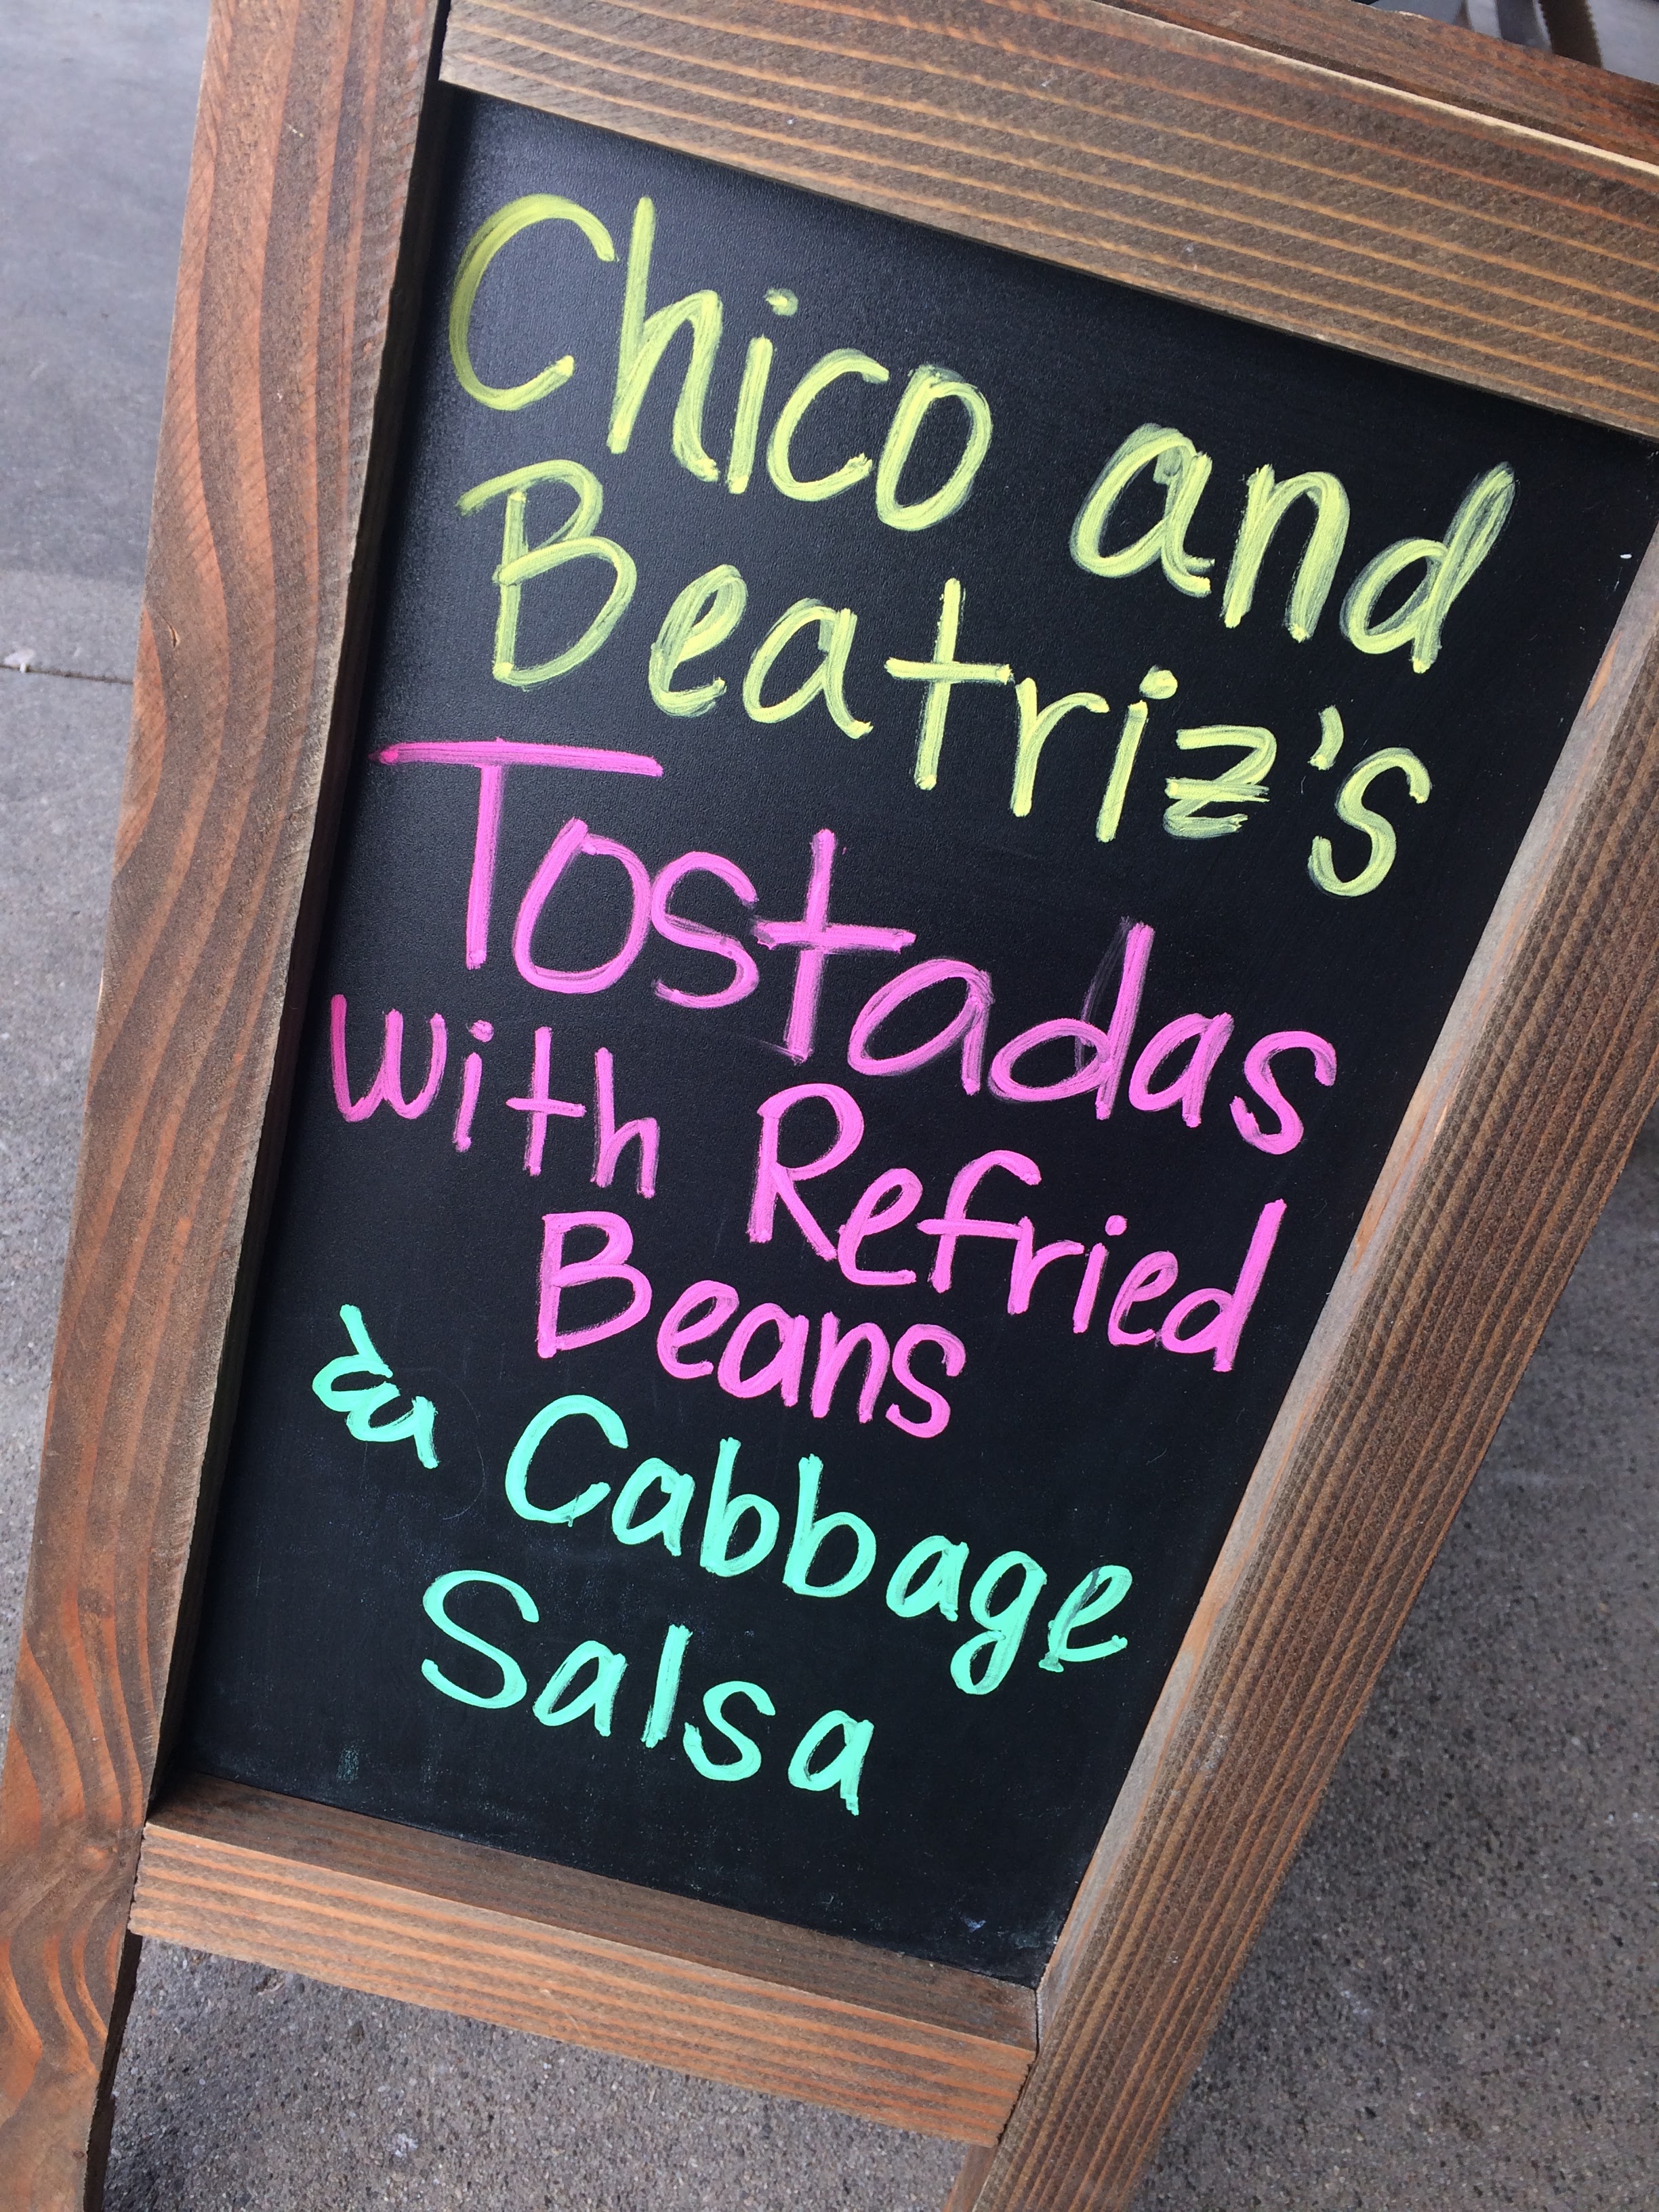 Chico and
Beatriz's
Tostadas
with Refried
Beans
Cabbage
Salsa